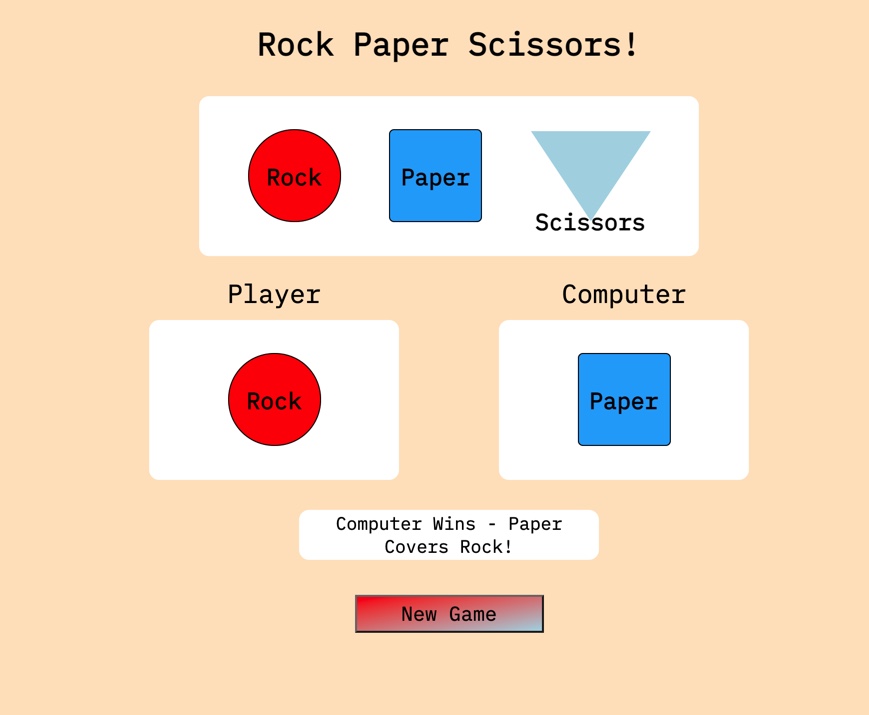 Rock Paper Scissors!
Rock Paper Scissors
Player Computer
Rock Paper
Computer Wins - Paper
Covers Rock!
New Game